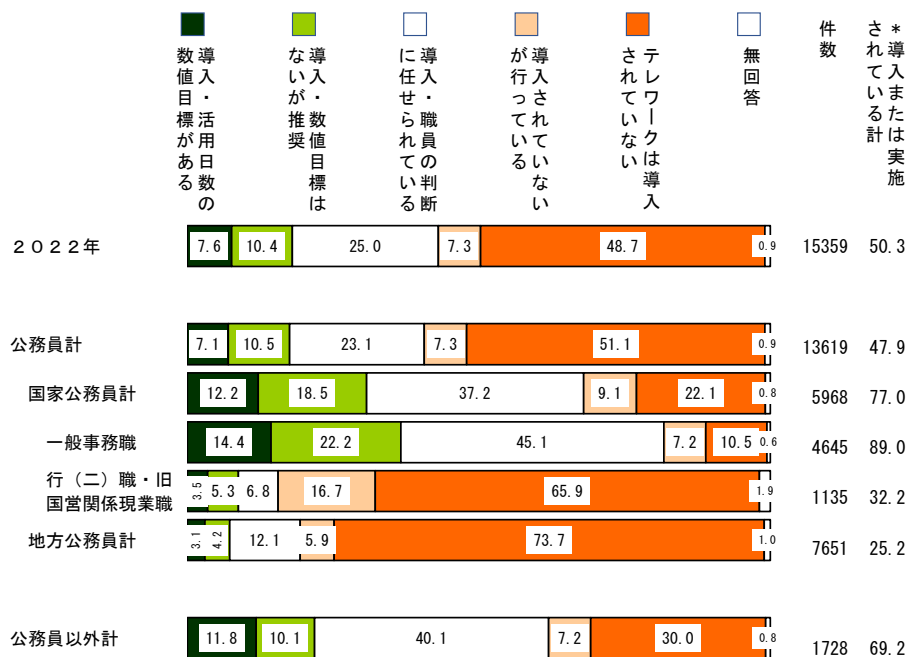 導入・活用日数の
数値目標がある
導入・数値目標は
ないが推奨
導入・職員の判断
に任せられている
導入されていない
が行っている
テレワークは導入
されていない
無回答
件数
*導入または実施
されている計
2022年 7.6 10.4 25.0 7.3 48.7 0.9 15359 50.3
公務員計 7.1 10.5 23.1 7.3 51.1 0.9 13619 47.9
国家公務員計 12.2 18.5 37.2 9.1 22.1 0.8 5968 77.0
一般事務職 14.4 22.2 45.1 7.2 10.5 0.6 4645 89.0
行(二)職・旧
国営関係現業職 3.5 5.3 6.8 16.7 65.9 1.9 1135 32.2
地方公務員計 3.1 4.2 12.1 5.9 73.7 1.0 7651 25.2
公務員以外計 11.8 10.1 40.1 7.2 30.0 0.8 1728 69.2